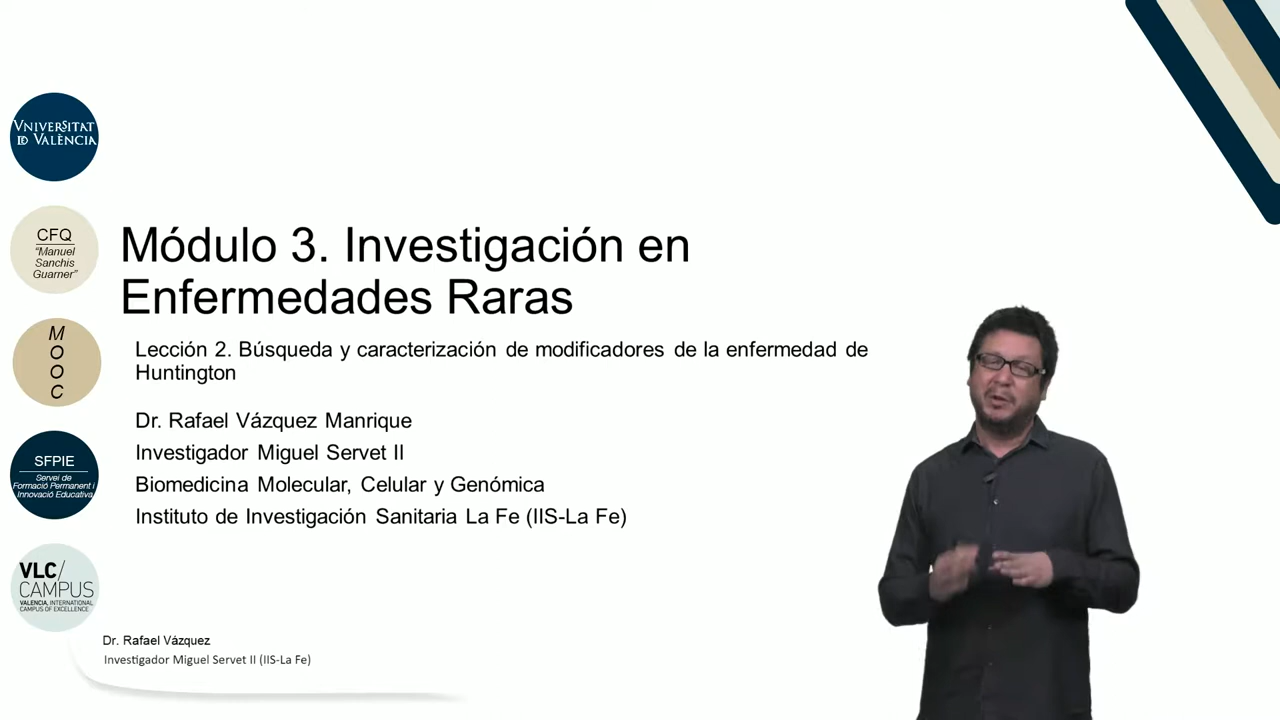 VNIVERSITAT
ID VALÈNCIA
CFQ
“Manuel
Sanchis
Guarner”
M
O
O
C
SFPIE
Servei de
Formació Permanent i
Innovació Educativa
VLC/
CAMPUS
VALENCIA, INTERNATIONAL
CAMPUS OF EXCELLENCE
Módulo 3. Investigación en
Enfermedades Raras
Lección 2. Búsqueda y caracterización de modificadores de la enfermedad de
Huntington
Dr. Rafael Vázquez Manrique
Investigador Miguel Servet II
Biomedicina Molecular, Celular y Genómica
Instituto de Investigación Sanitaria La Fe (IIS-La Fe)
Dr. Rafael Vázquez
Investigador Miguel Servet II (IIS-La Fe)